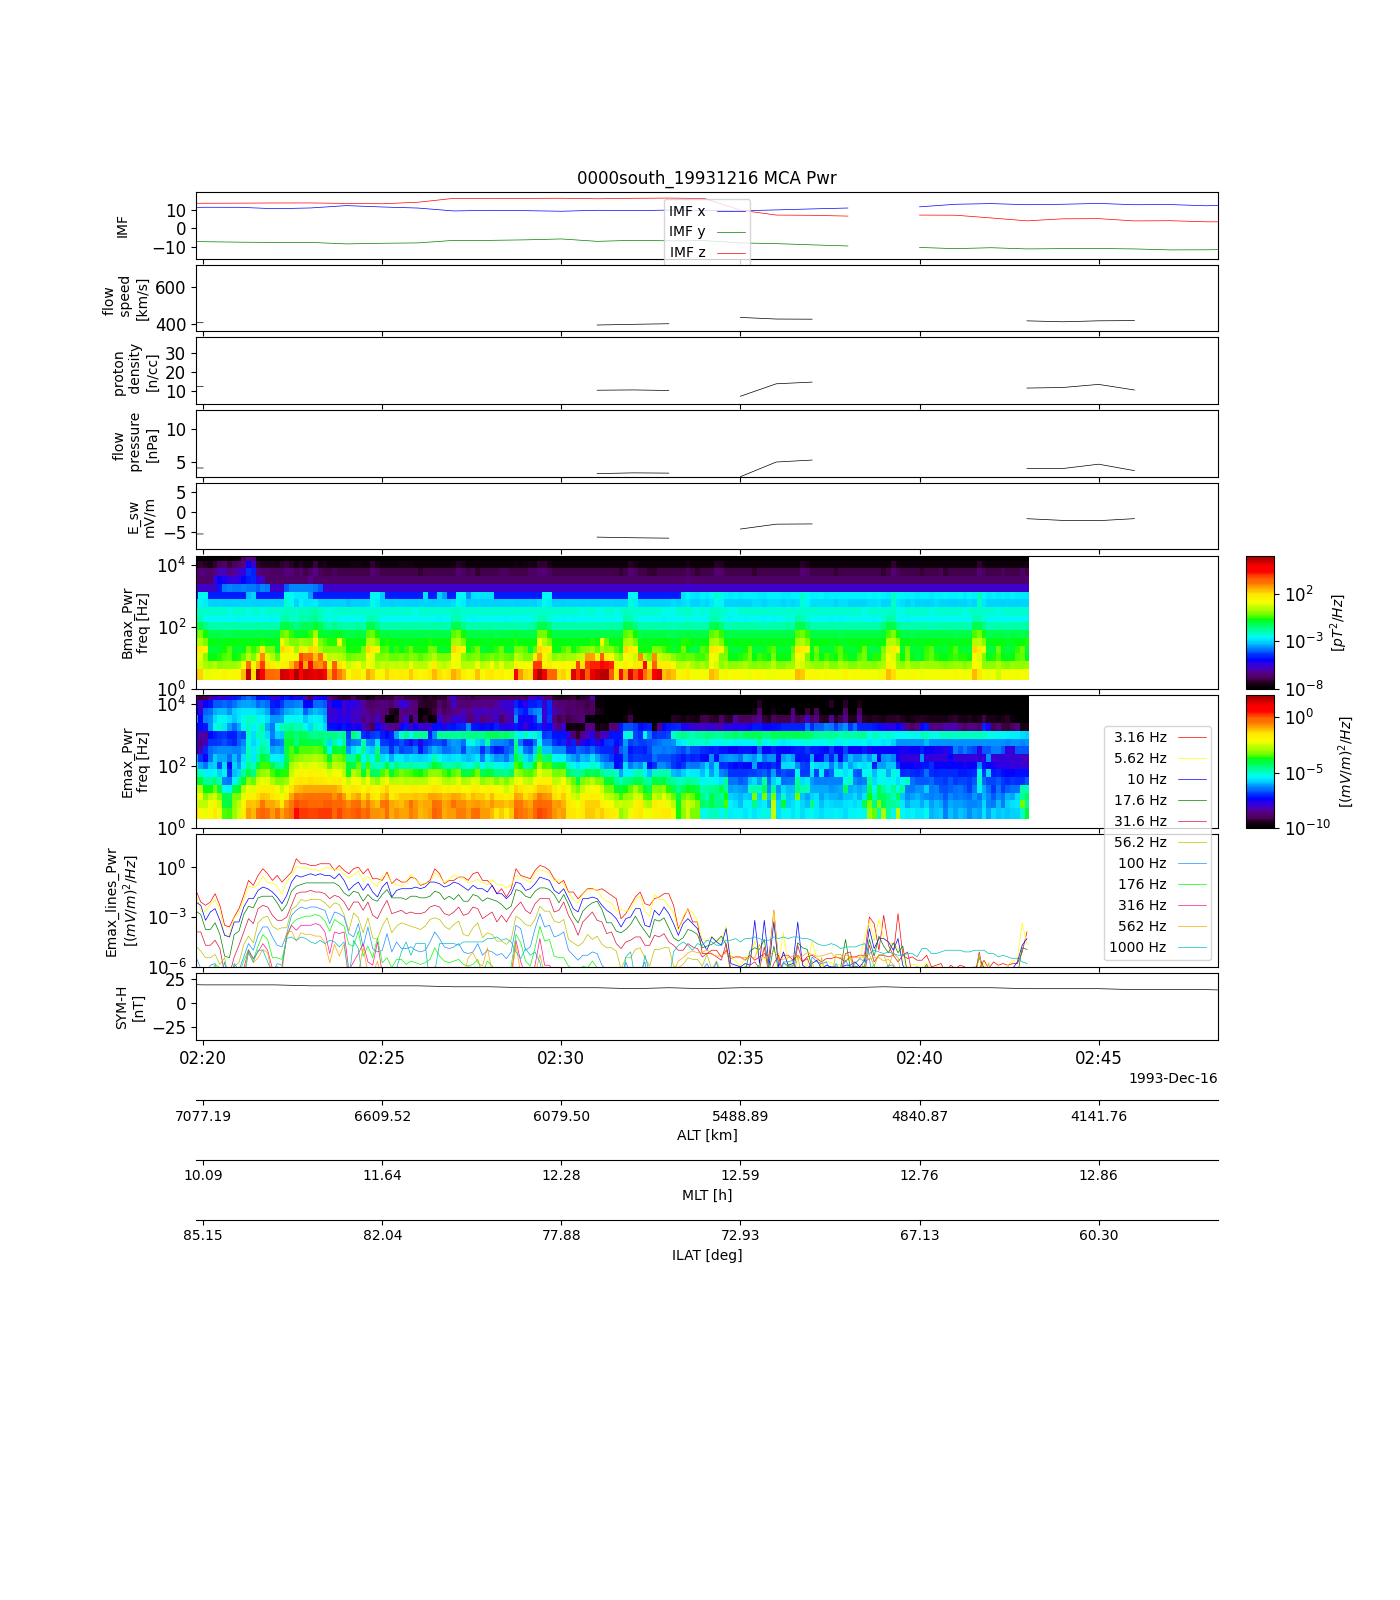 0000south_19931216 MCA Pwr
IMF
10
0
−10
IMF x
IMF y
IMF z
flow
speed
[km/s]
600
400
proton
density
[n/cc]
30
20
10
flow
pressure
[nPa]
10
5
E_sw
mV/m
5
0
−5
Bmax_Pwr
freq [Hz]
10^4
10^2
10^0
10^2
10^−3
10^−8
[pT^2/Hz]
Emax_Pwr
freq [Hz]
10^4
10^2
10^0
10^0
10^−5
10^−10
[(mV/m)^2/Hz]
3.16 Hz
5.62 Hz
10 Hz
17.6 Hz
31.6 Hz
56.2 Hz
100 Hz
176 Hz
316 Hz
562 Hz
1000 Hz
Emax_lines_Pwr
[(mV/m)^2/Hz]
10^0
10^−3
10^−6
SYM-H
[nT]
25
0
−25
02:20 02:25 02:30 02:35 02:40 02:45
1993-Dec-16
7077.19 6609.52 6079.50 5488.89 4840.87 4141.76
ALT [km]
10.09 11.64 12.28 12.59 12.76 12.86
MLT [h]
85.15 82.04 77.88 72.93 67.13 60.30
ILAT [deg]